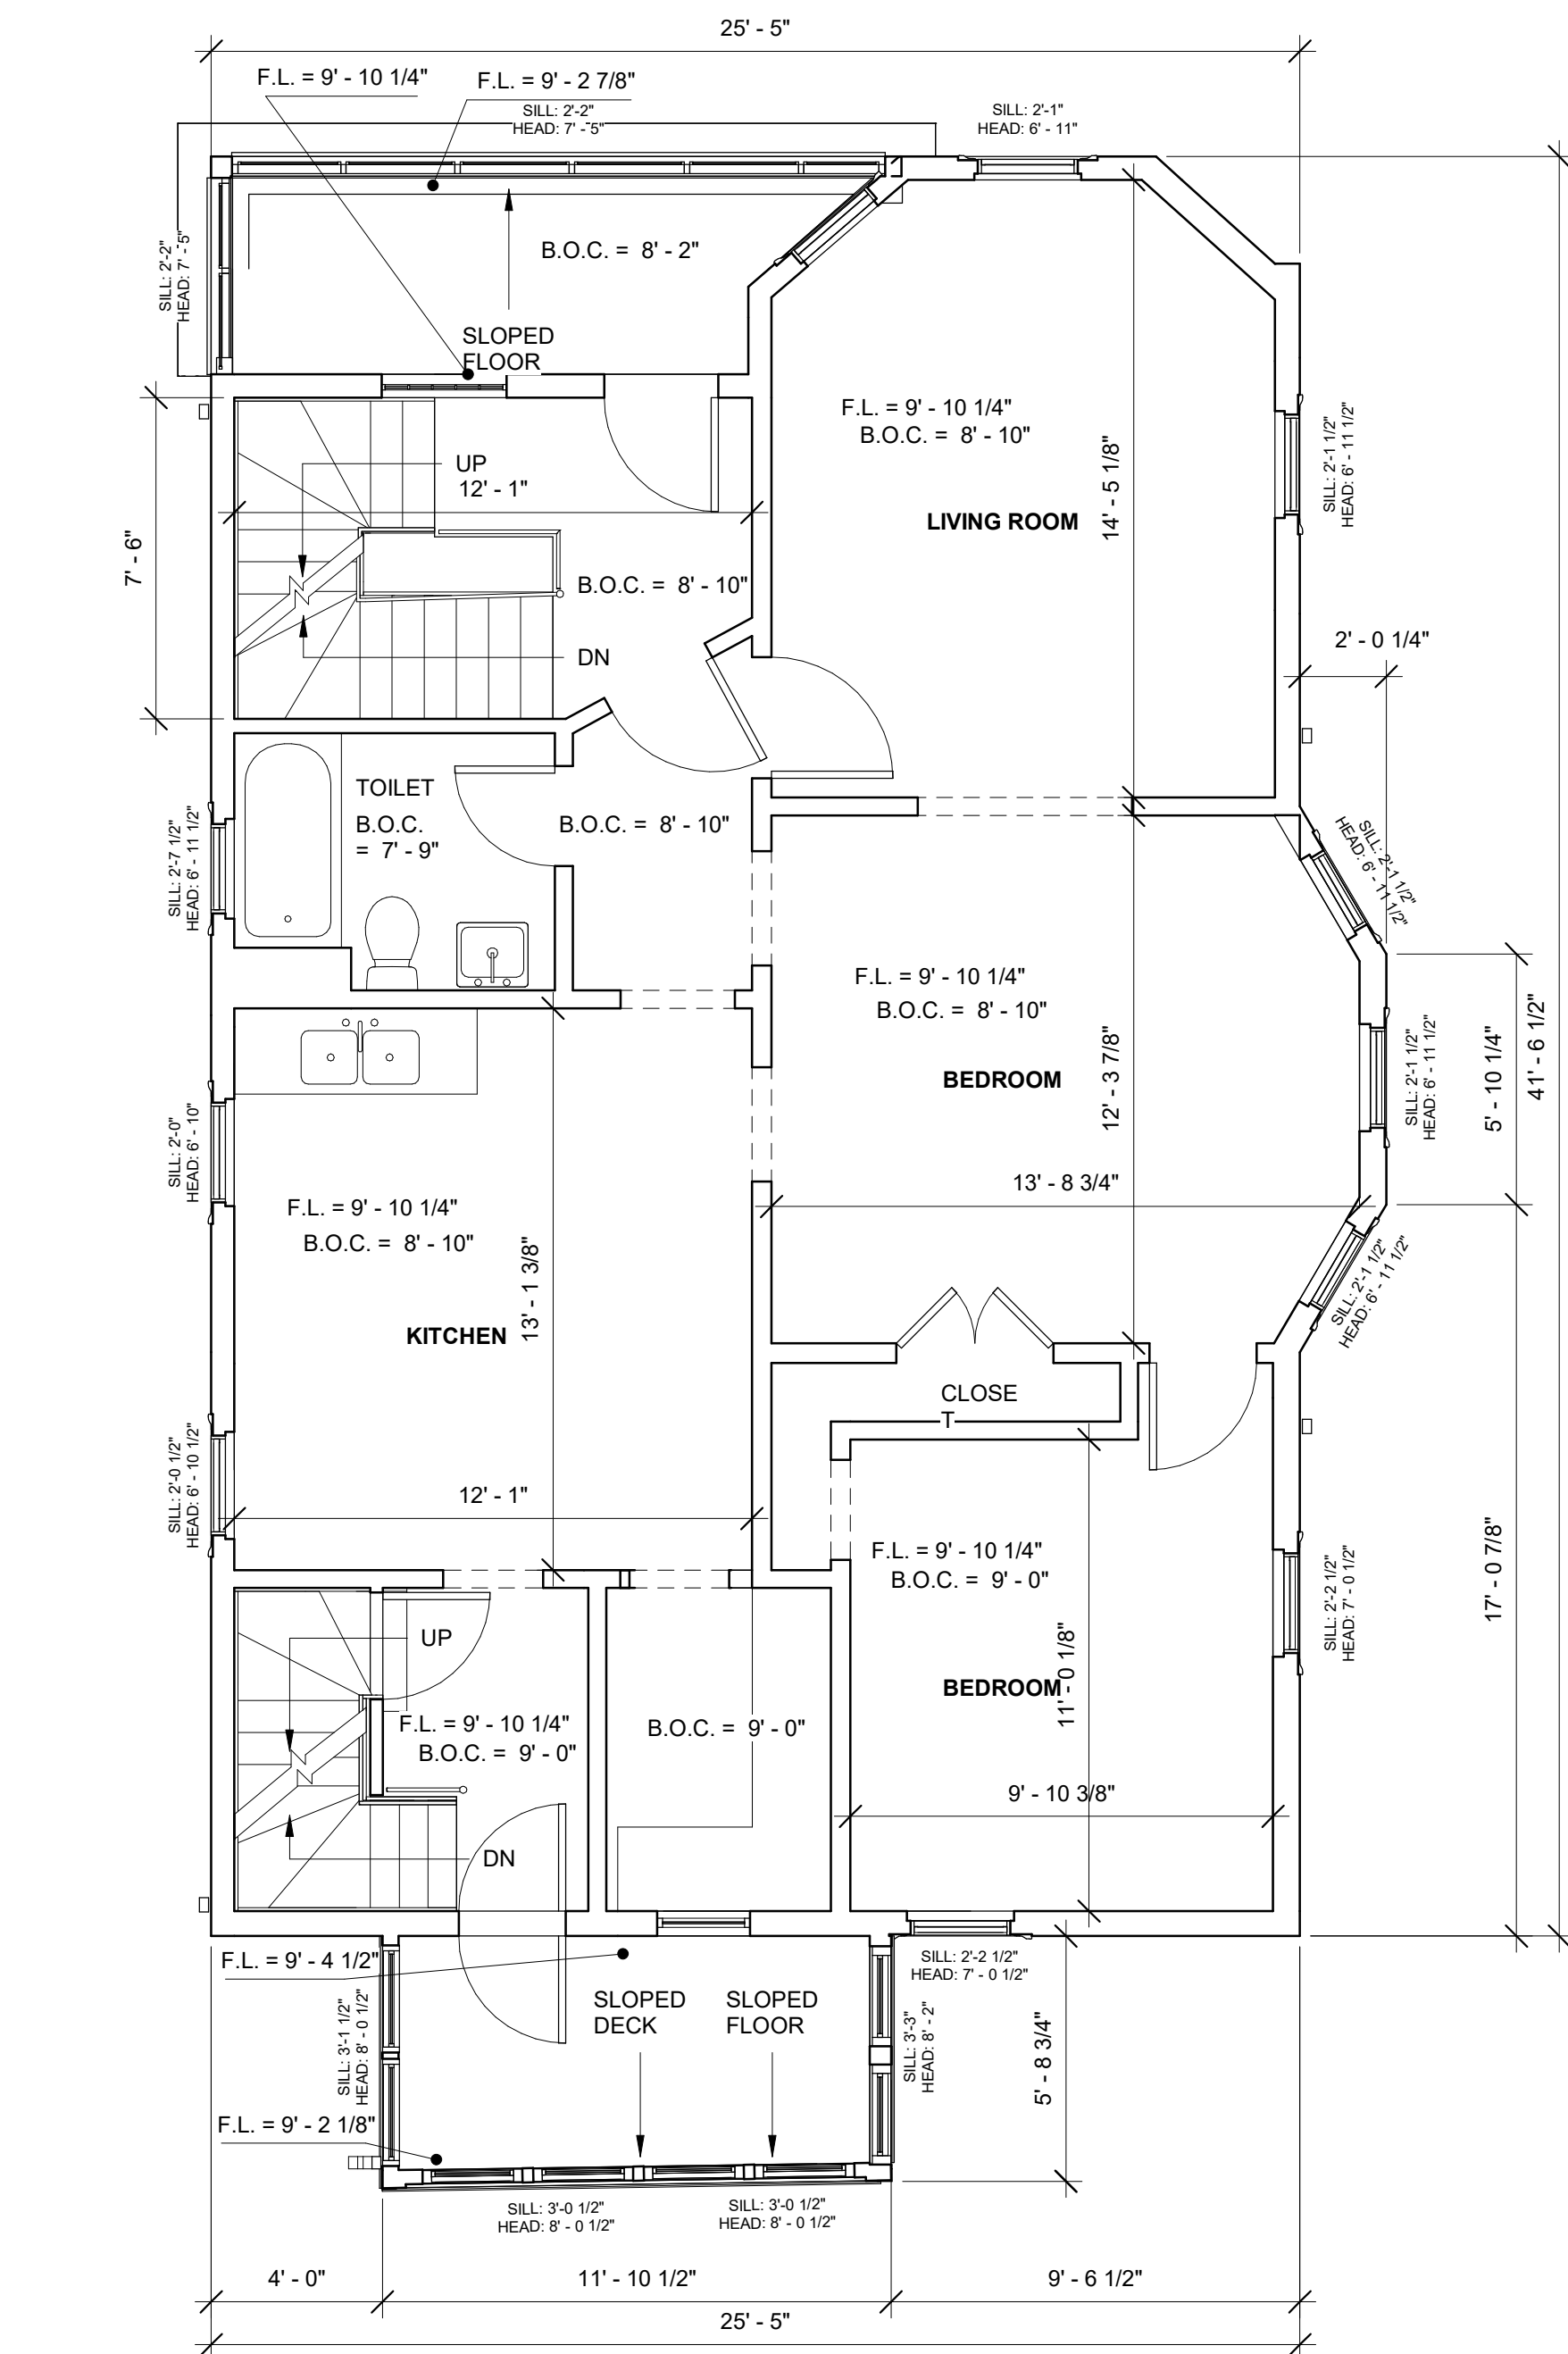 25' - 5"
F.L. = 9' - 10 1/4"
F.L. = 9' - 2 7/8"
SILL: 2'-2"
HEAD: 7' - 5"
SILL: 2'-1"
HEAD: 6' - 11"
SILL: 2'-2"
HEAD: 7' - 5"
B.O.C. = 8' - 2"
SLOPED
FLOOR
F.L. = 9' - 10 1/4"
B.O.C. = 8' - 10"
LIVING ROOM
14' - 5 1/8"
SILL: 2'-1 1/2"
HEAD: 6' - 11 1/2"
UP
12' - 1"
7' - 6"
B.O.C. = 8' - 10"
DN
2' - 0 1/4"
TOILET
B.O.C.
= 7' - 9"
B.O.C. = 8' - 10"
SILL: 2'-7 1/2"
HEAD: 6' - 11 1/2"
SILL: 2'-1 1/2"
HEAD: 6' - 11 1/2"
F.L. = 9' - 10 1/4"
B.O.C. = 8' - 10"
BEDROOM
12' - 3 7/8"
SILL: 2'-1 1/2"
HEAD: 6' - 11 1/2"
5' - 10 1/4"
41' - 6 1/2"
SILL: 2'-0"
HEAD: 6' - 10"
13' - 8 3/4"
F.L. = 9' - 10 1/4"
B.O.C. = 8' - 10"
KITCHEN
13' - 1 3/8"
SILL: 2'-1 1/2"
HEAD: 6' - 11 1/2"
CLOSE
T
SILL: 2'-0 1/2"
HEAD: 6' - 10 1/2"
12' - 1"
F.L. = 9' - 10 1/4"
B.O.C. = 9' - 0"
SILL: 2'-2 1/2"
HEAD: 7' - 0 1/2"
17' - 0 7/8"
UP
BEDROOM
11' - 0 1/8"
F.L. = 9' - 10 1/4"
B.O.C. = 9' - 0"
B.O.C. = 9' - 0"
9' - 10 3/8"
DN
F.L. = 9' - 4 1/2"
SILL: 2'-2 1/2"
HEAD: 7' - 0 1/2"
SILL: 3'-1 1/2"
HEAD: 8' - 0 1/2"
SLOPED
DECK
SLOPED
FLOOR
SILL: 3'-3"
HEAD: 8' - 2"
5' - 8 3/4"
F.L. = 9' - 2 1/8"
SILL: 3'-0 1/2"
HEAD: 8' - 0 1/2"
SILL: 3'-0 1/2"
HEAD: 8' - 0 1/2"
4' - 0"
11' - 10 1/2"
9' - 6 1/2"
25' - 5"